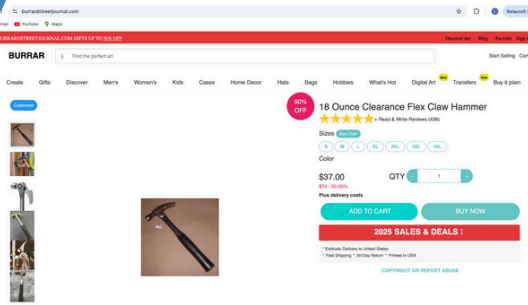 burrardstreetjournal.com
Relaunch
mail YouTube Maps
BURRARDSTREETJOURNAL.COM GIFTS UP TO 50% OFF
Discover Art Blog Favorite Sign
BURRAR
$ Find the perfect art
Start Selling Cart
Create Gifts Discover Men's Women's Kids Cases Home Decor Hats Bags Hobbies What's Hot Digital Art New Transfers New Buy it plain
Customize
50% OFF
18 Ounce Clearance Flex Claw Hammer
+ Read & Write Reviews (439)
Sizes Size Chart
S M L XL 2XL 3XL 4XL
Color
$37.00
QTY - 1 +
$74 - 50.00%
Plus delivery costs
ADD TO CART
BUY NOW
2025 SALES & DEALS !
* Estimate Delivery to United States
* Fast Shipping * 30-Day Return * Printed in USA
COPYRIGHT OR REPORT ABUSE